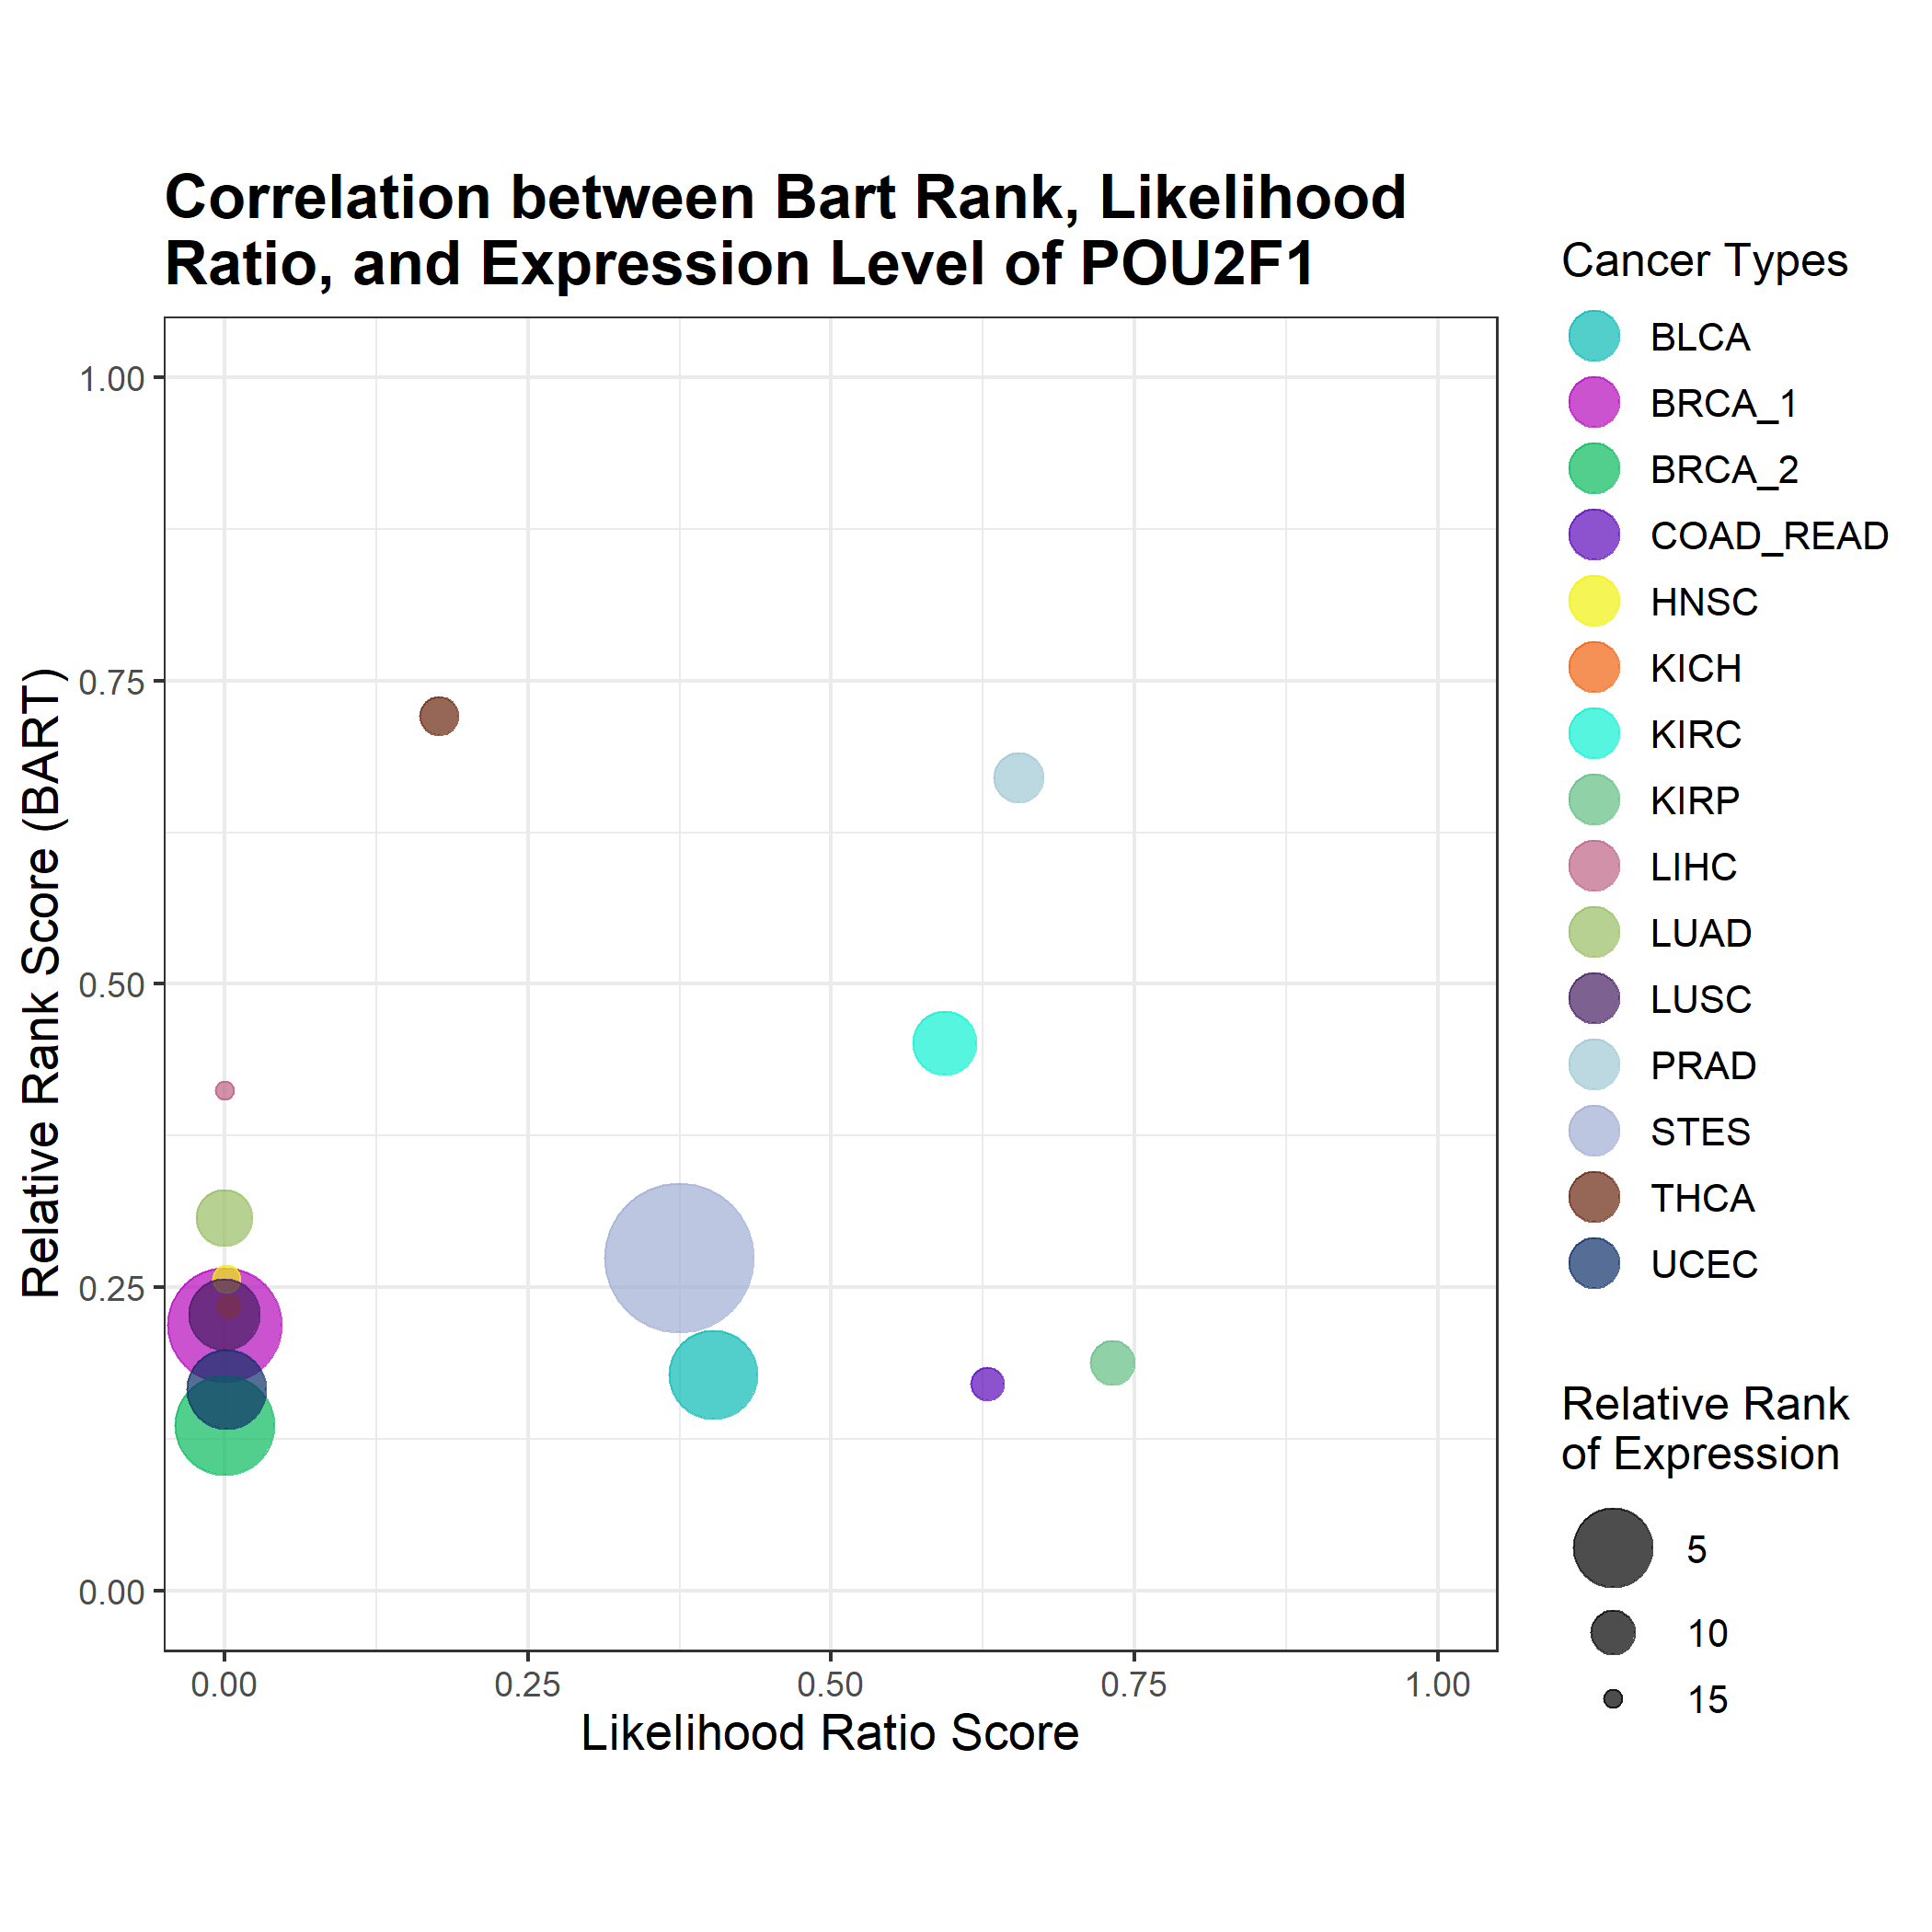 Correlation between Bart Rank, Likelihood
Ratio, and Expression Level of POU2F1
Relative Rank Score (BART)
1.00
0.75
0.50
0.25
0.00
0.00
0.25
0.50
0.75
1.00
Likelihood Ratio Score
Cancer Types
BLCA
BRCA_1
BRCA_2
COAD_READ
HNSC
KICH
KIRC
KIRP
LIHC
LUAD
LUSC
PRAD
STES
THCA
UCEC
Relative Rank
of Expression
5
10
15